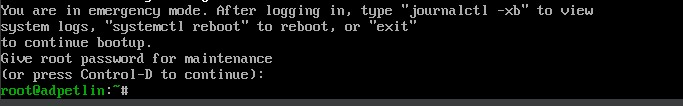 You are in emergency mode. After logging in, type "journalctl -xb" to view
system logs, "systemctl reboot" to reboot, or "exit"
to continue bootup.
Give root password for maintenance
(or press Control-D to continue):
root@adpetlin:~#